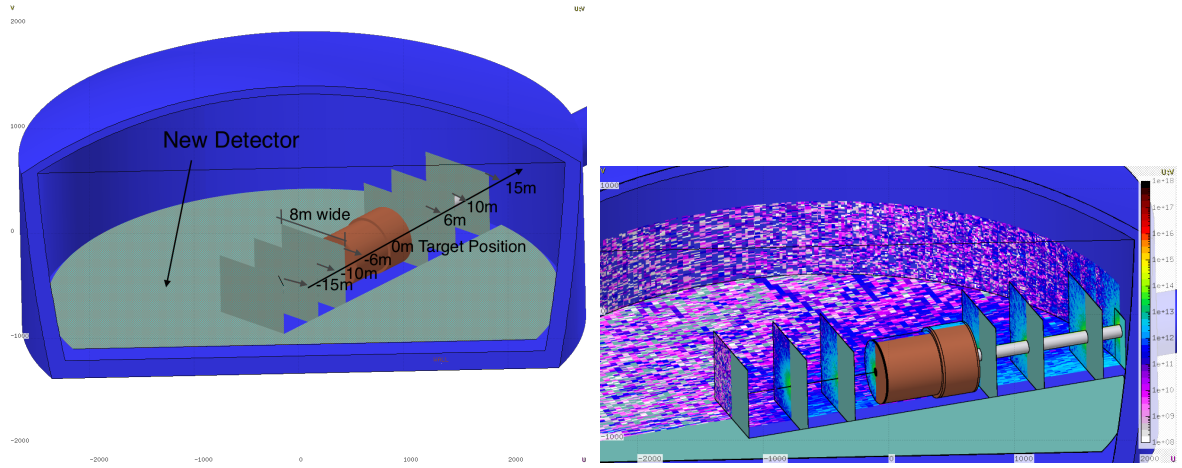 V
U:V
2000
1000
0
-1000
-2000
-2000
-1000
0
1000
2000
U
New Detector
8m wide
15m
10m
6m
0m Target Position
-6m
-10m
-15m
V
U:V
1000
-1000
-2000
-1000
0
1000
2000
U
1e+18
1e+17
1e+16
1e+15
1e+14
1e+13
1e+12
1e+11
1e+10
1e+09
1e+08